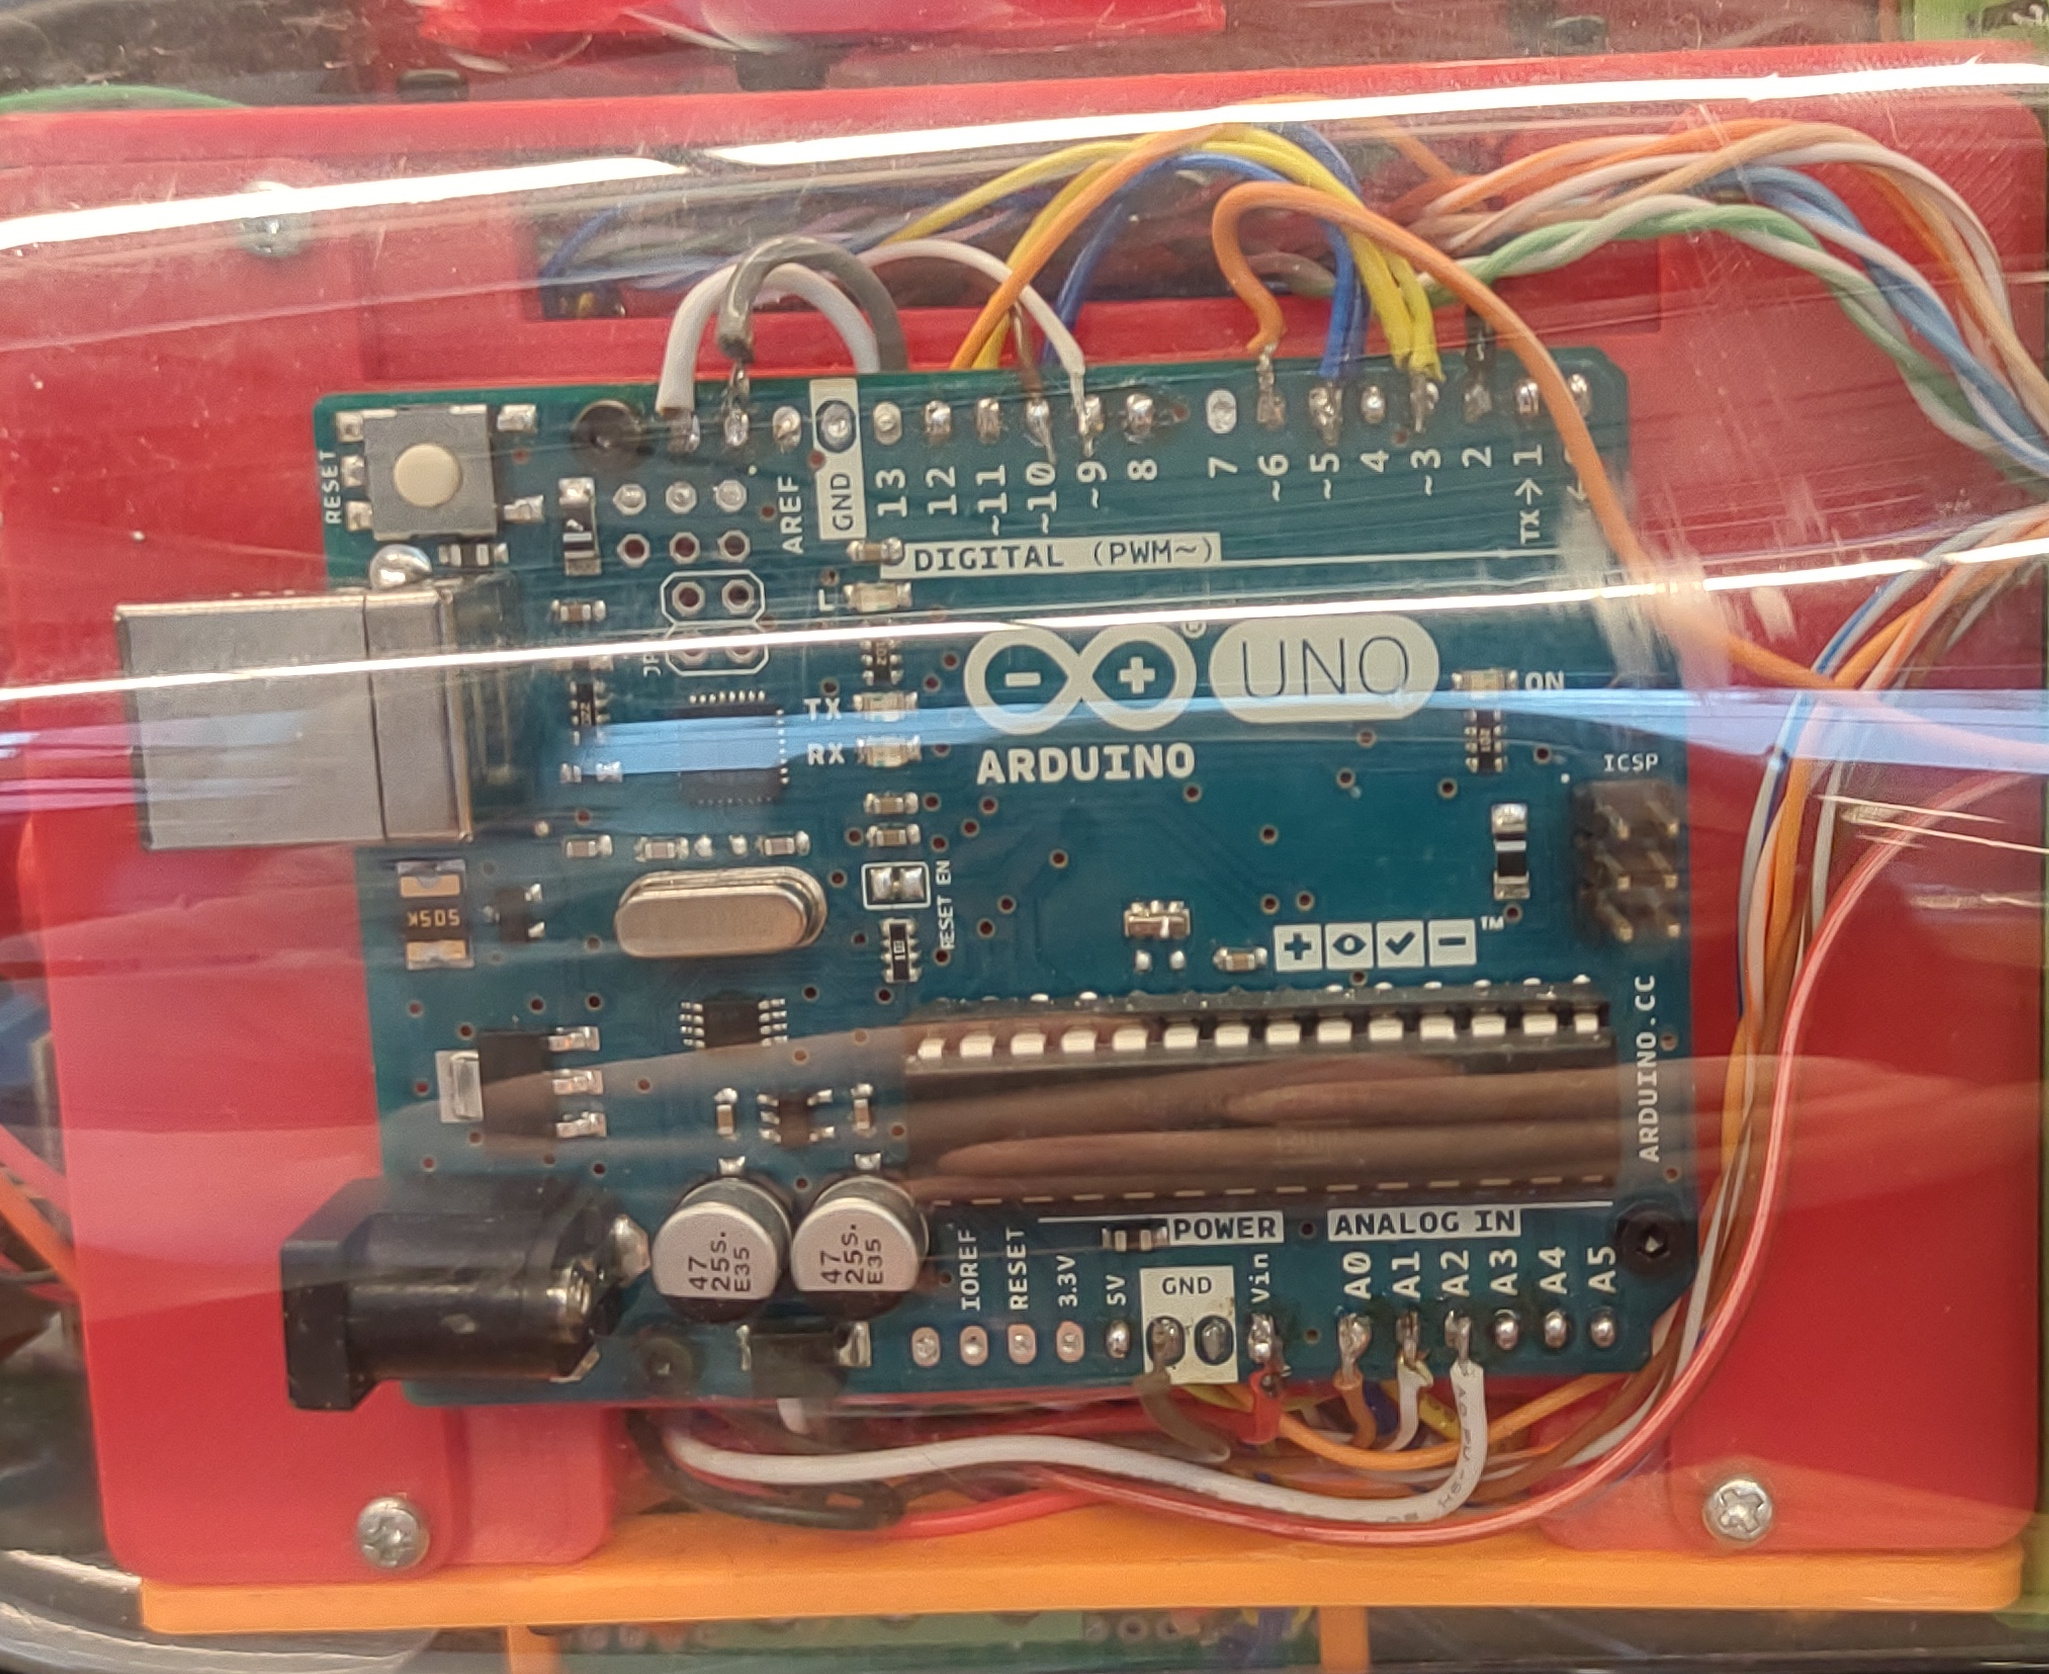 RESET
AREF
GND
13
12
~11
~10
~9
8
7
~6
~5
4
~3
2
TX→1
DIGITAL (PWM~)
UNO
ON
TX
RX
ARDUINO
ICSP
RESET EN
TM
ARDUINO.CC
47
25S.
E35
47
25S.
E35
POWER
ANALOG IN
IOREF
RESET
3.3V
5V
GND
Vin
A0
A1
A2
A3
A4
A5